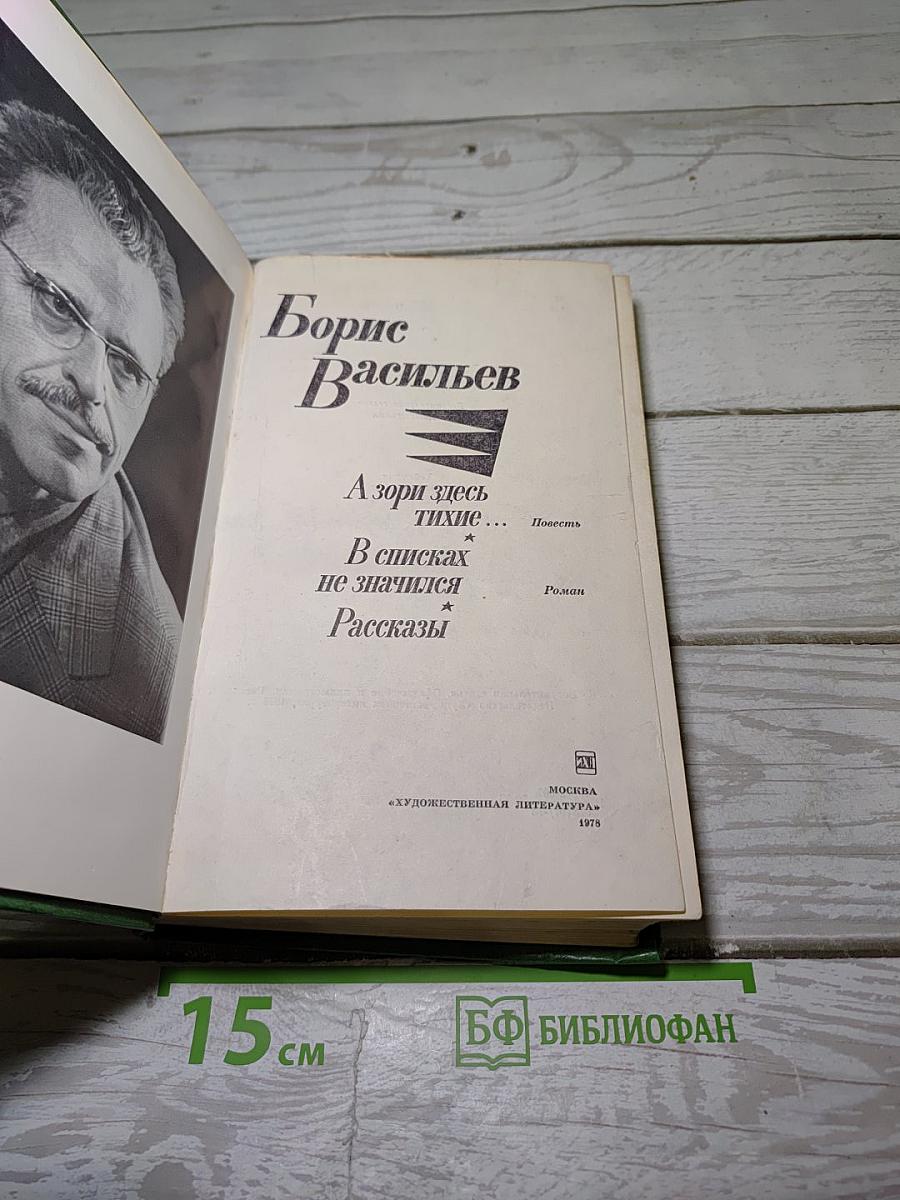 Борис
Васильев
А зори здесь
тихие... Повесть
В списках
не значился Роман
Рассказы
МОСКВА
«ХУДОЖЕСТВЕННАЯ ЛИТЕРАТУРА»
1978
15 см
БФ БИБЛИОФАН